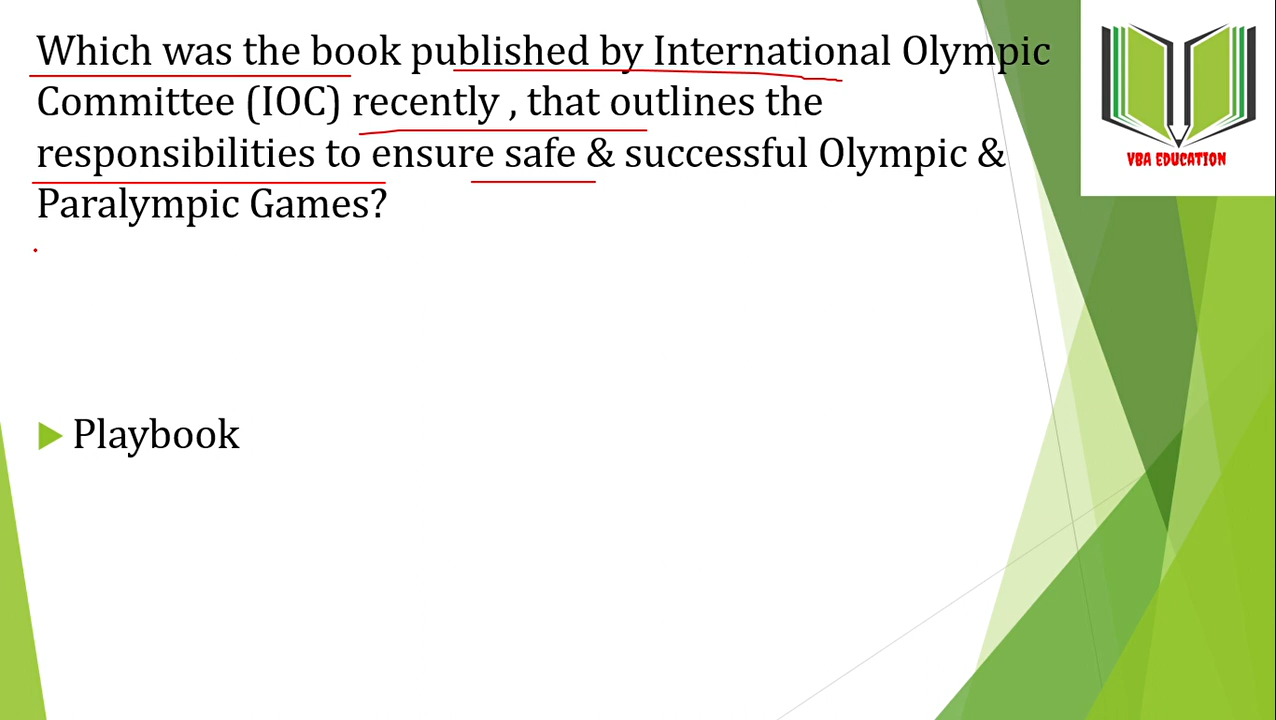 Which was the book published by International Olympic
Committee (IOC) recently , that outlines the
responsibilities to ensure safe & successful Olympic &
Paralympic Games?
VBA EDUCATION
Playbook